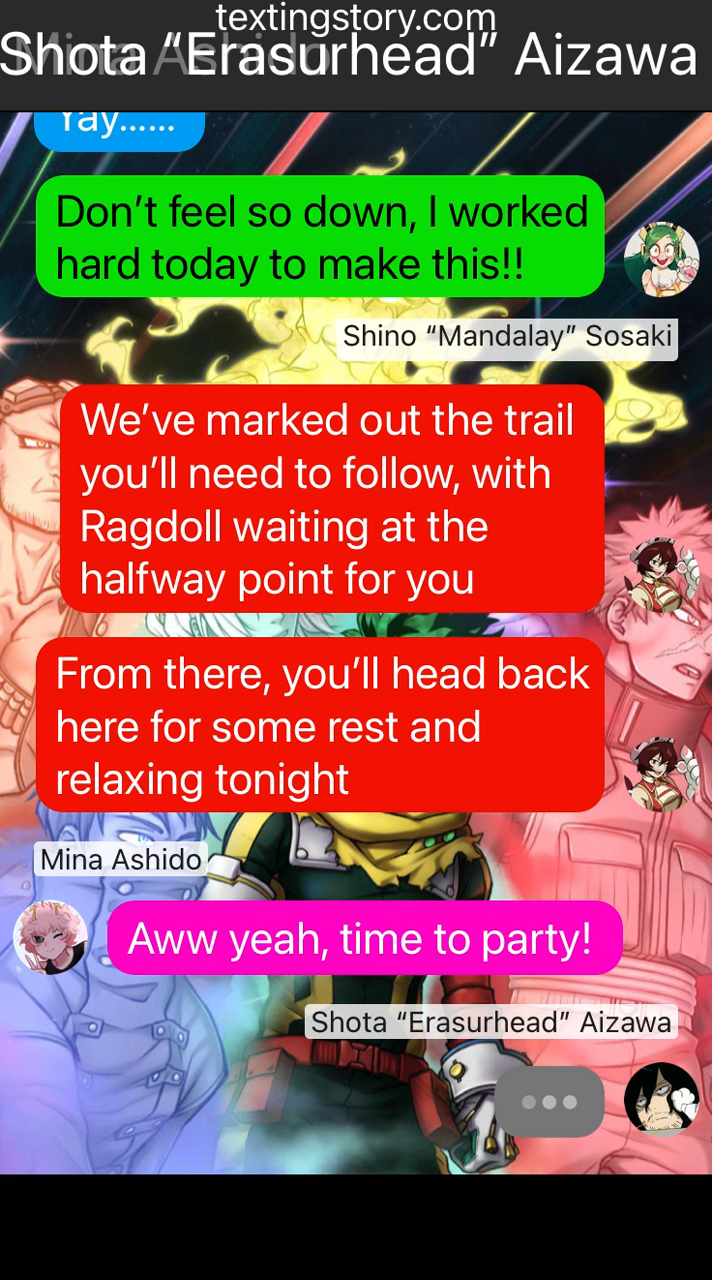 textingstory.com
Mina Ashido
Shota “Erasurhead” Aizawa
Yay......
Don’t feel so down, I worked
hard today to make this!!
Shino “Mandalay” Sosaki
We’ve marked out the trail
you’ll need to follow, with
Ragdoll waiting at the
halfway point for you
From there, you’ll head back
here for some rest and
relaxing tonight
Mina Ashido
Aww yeah, time to party!
Shota “Erasurhead” Aizawa